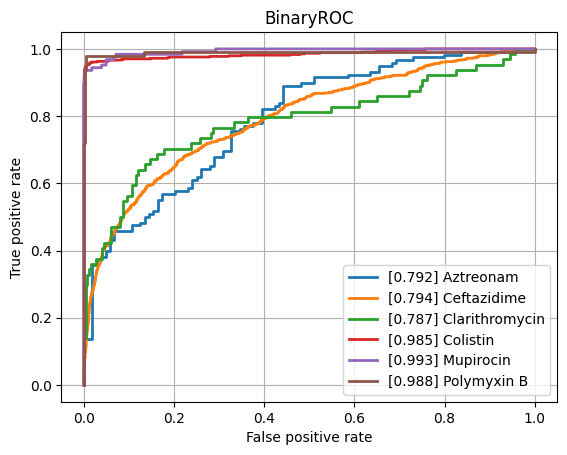 BinaryROC
True positive rate
1.0
0.8
0.6
0.4
0.2
0.0
[0.792] Aztreonam
[0.794] Ceftazidime
[0.787] Clarithromycin
[0.985] Colistin
[0.993] Mupirocin
[0.988] Polymyxin B
0.0 0.2 0.4 0.6 0.8 1.0
False positive rate